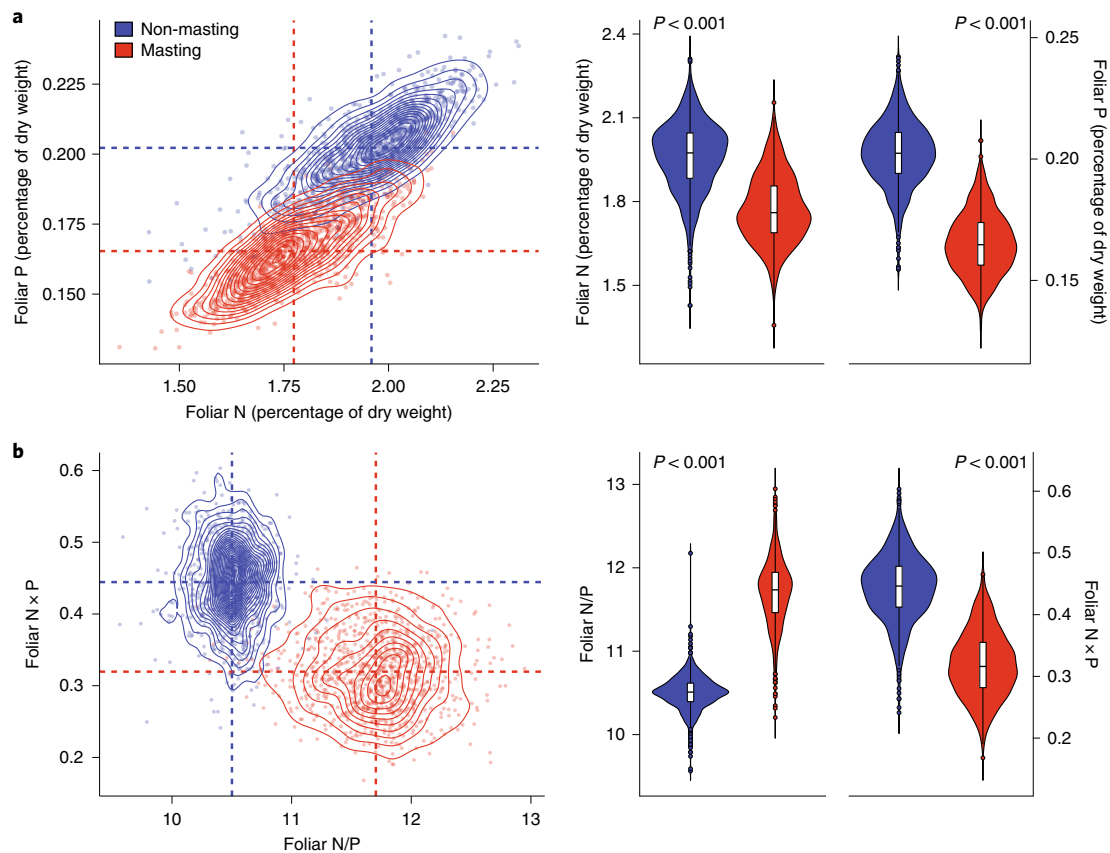 a
Non-masting
Masting
0.225
0.200
0.175
0.150
Foliar P (percentage of dry weight)
1.50
1.75
2.00
2.25
Foliar N (percentage of dry weight)
P < 0.001
P < 0.001
2.4
2.1
1.8
1.5
Foliar N (percentage of dry weight)
0.25
0.20
0.15
Foliar P (percentage of dry weight)
b
0.6
0.5
0.4
0.3
0.2
Foliar N × P
10
11
12
13
Foliar N/P
P < 0.001
P < 0.001
13
12
11
10
Foliar N/P
0.6
0.5
0.4
0.3
0.2
Foliar N × P